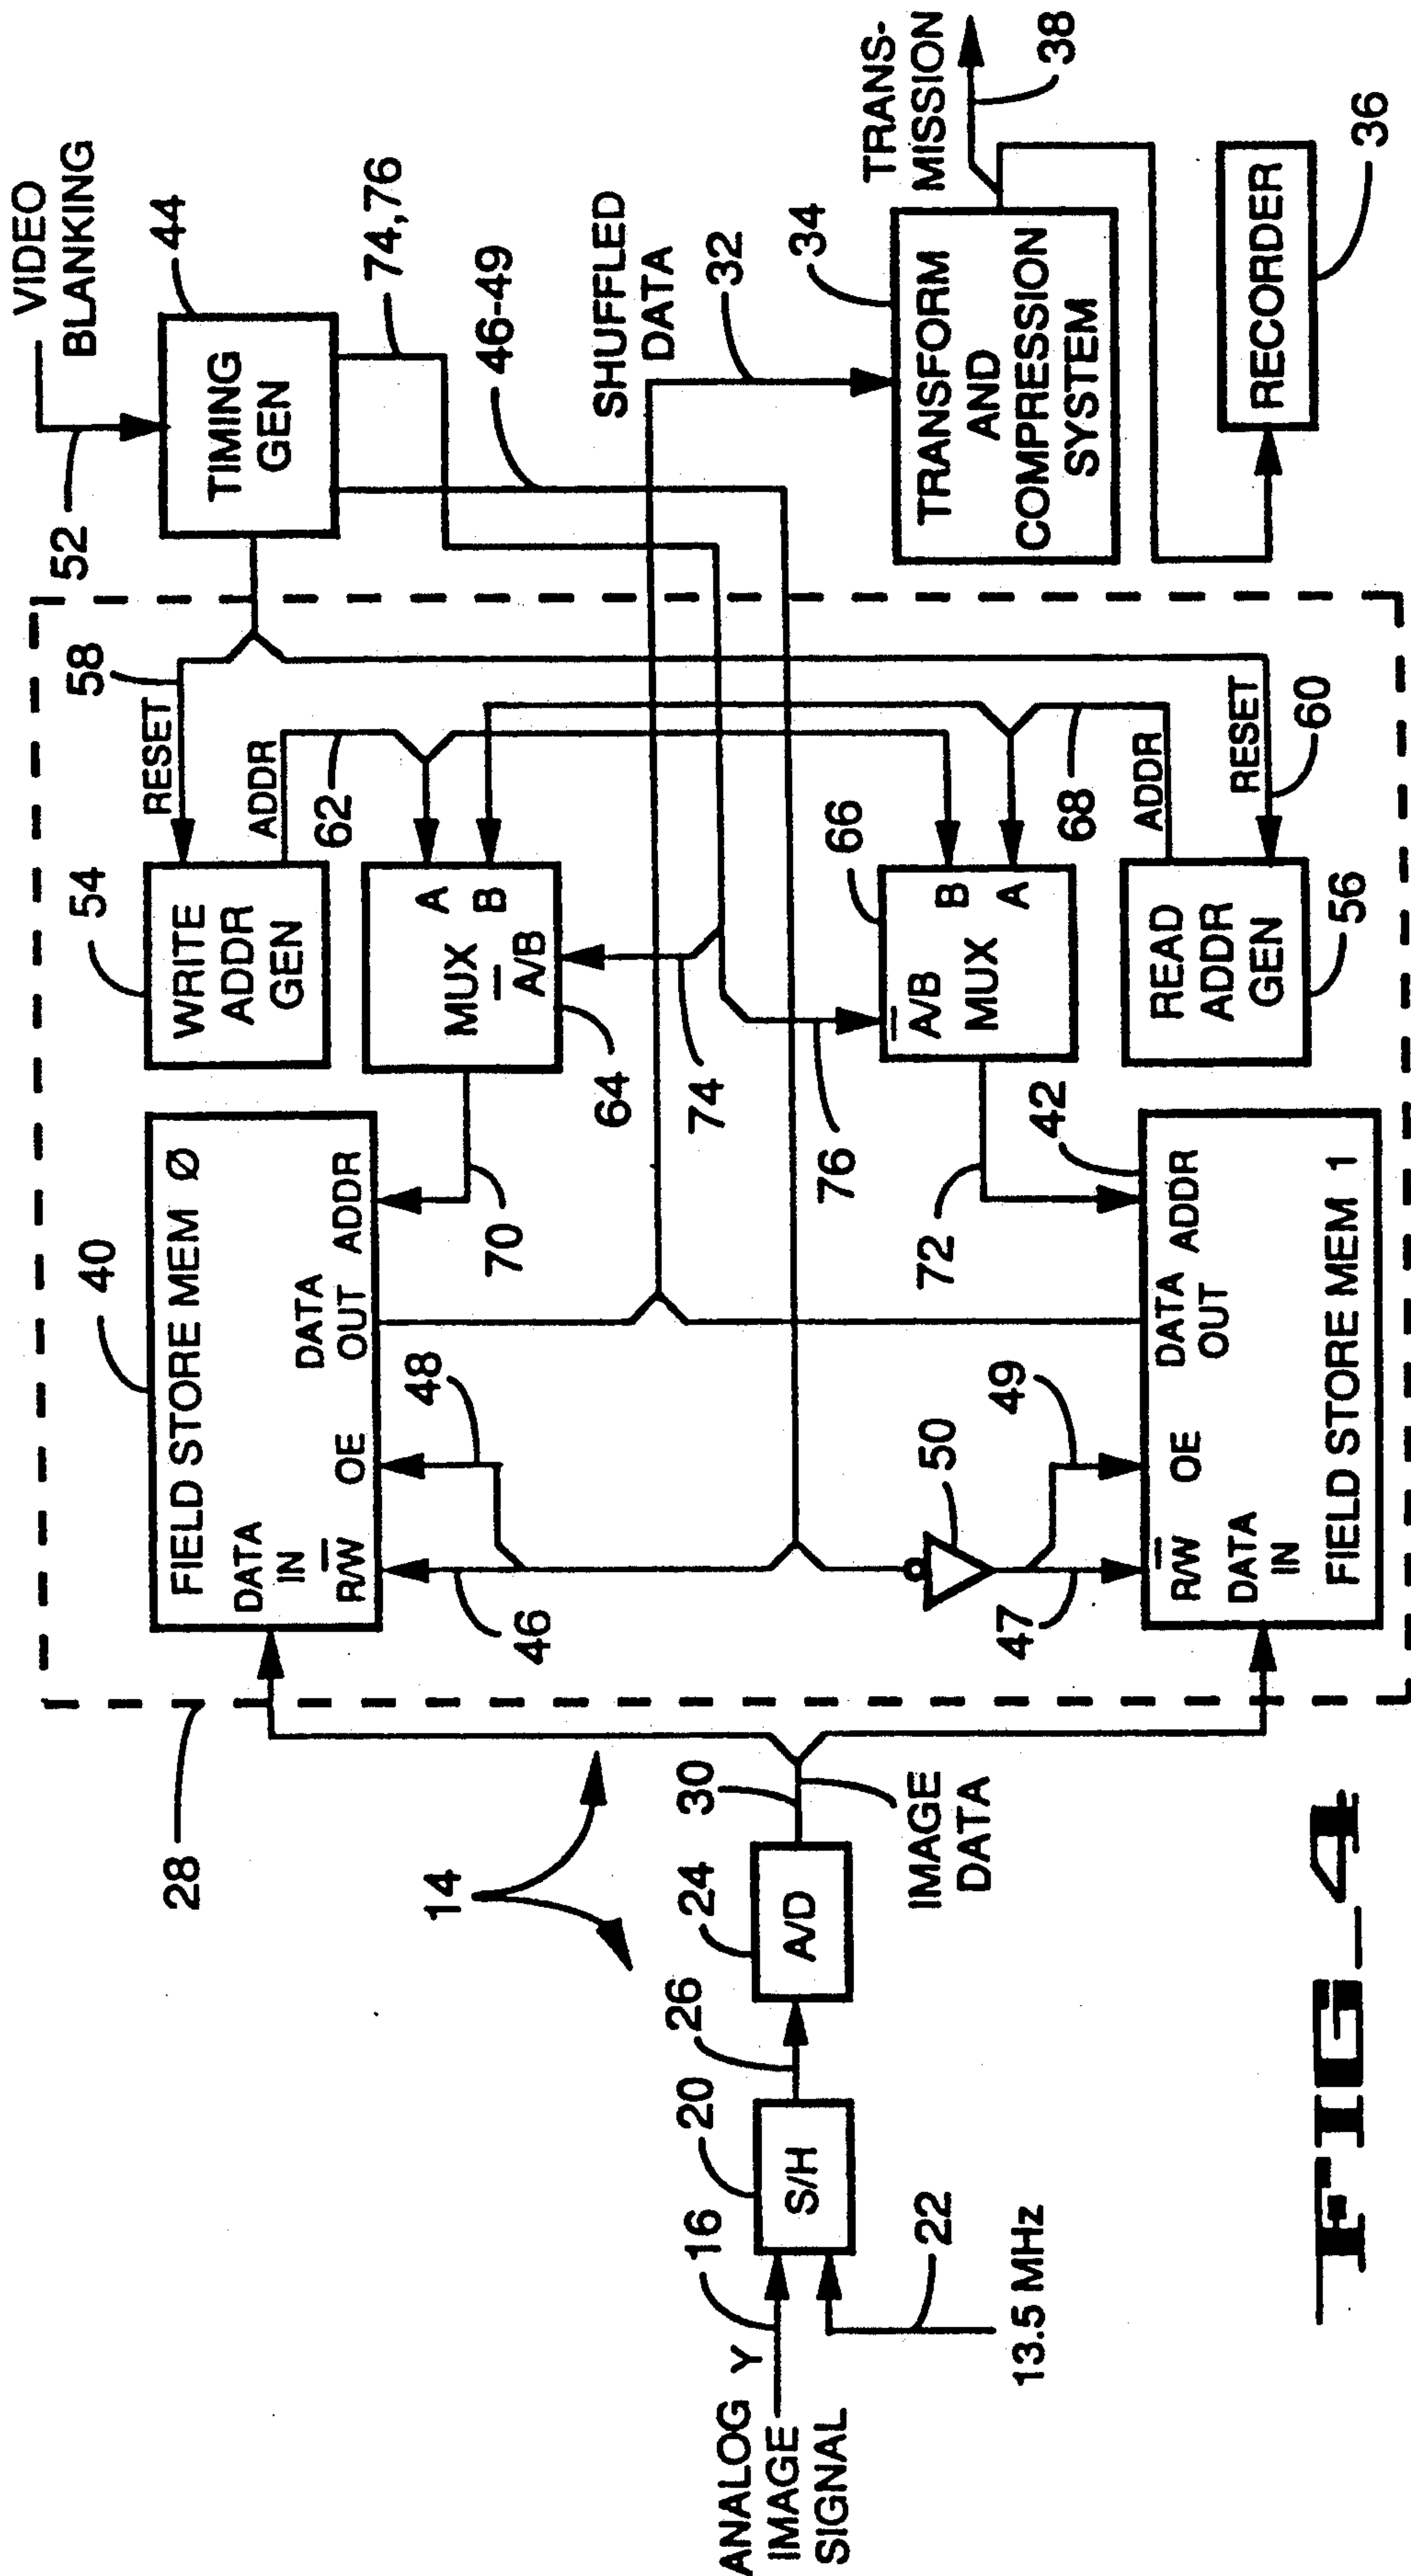 VIDEO
BLANKING
52
44
TIMING
GEN
74,76
46-49
SHUFFLED
DATA
32
34
TRANSFORM
AND
COMPRESSION
SYSTEM
TRANS-
MISSION
38
RECORDER
36
28
40
FIELD STORE MEM Ø
DATA
IN
R/W̅
OE
DATA
OUT
ADDR
54
WRITE
ADDR
GEN
RESET
58
ADDR
62
MUX
A
B
A̅/B
64
70
74
48
46
76
66
A̅/B
B
MUX
A
72
68
ADDR
RESET
60
READ
ADDR
GEN
56
42
50
49
47
R/W̅
OE
DATA
OUT
ADDR
DATA
IN
FIELD STORE MEM 1
14
ANALOG
IMAGE
SIGNAL
Y
16
20
S/H
22
13.5 MHz
26
24
A/D
30
IMAGE
DATA
FIG_4